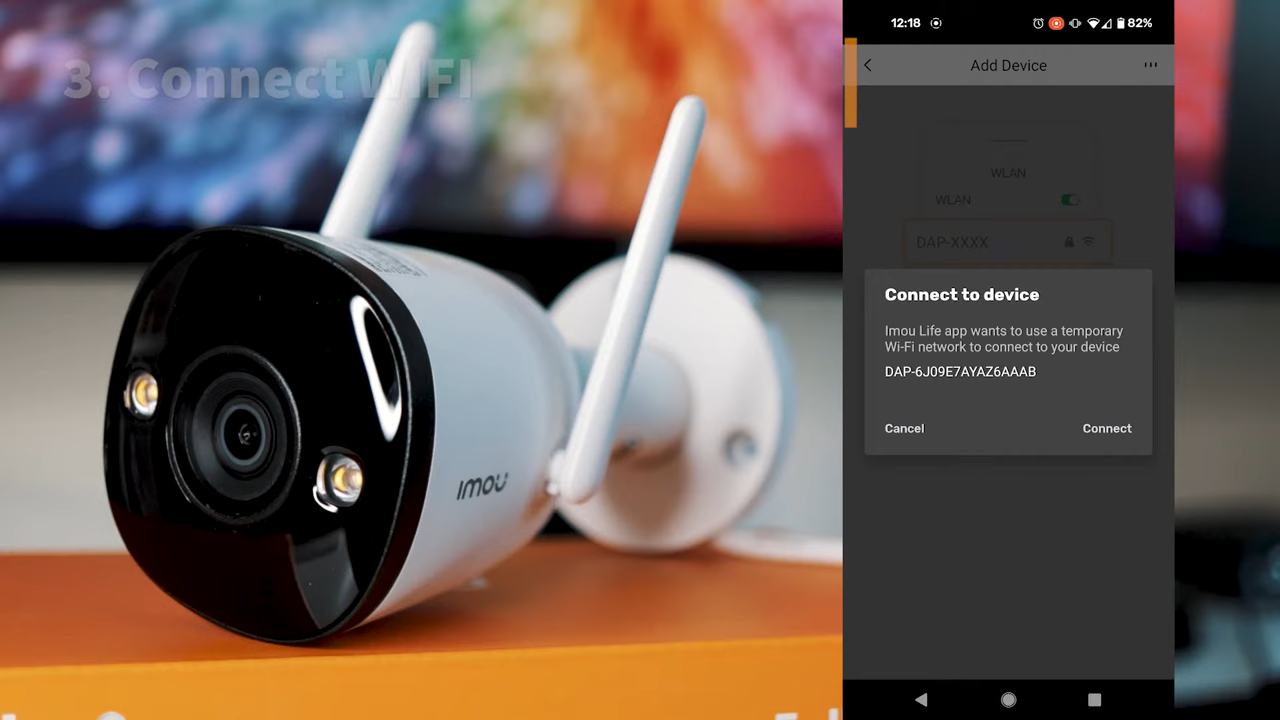 3. Connect WIFI
imou
12:18
82%
Add Device
WLAN
WLAN
DAP-XXXX
Connect to device
Imou Life app wants to use a temporary
Wi-Fi network to connect to your device
DAP-6J09E7AYAZ6AAAB
Cancel
Connect